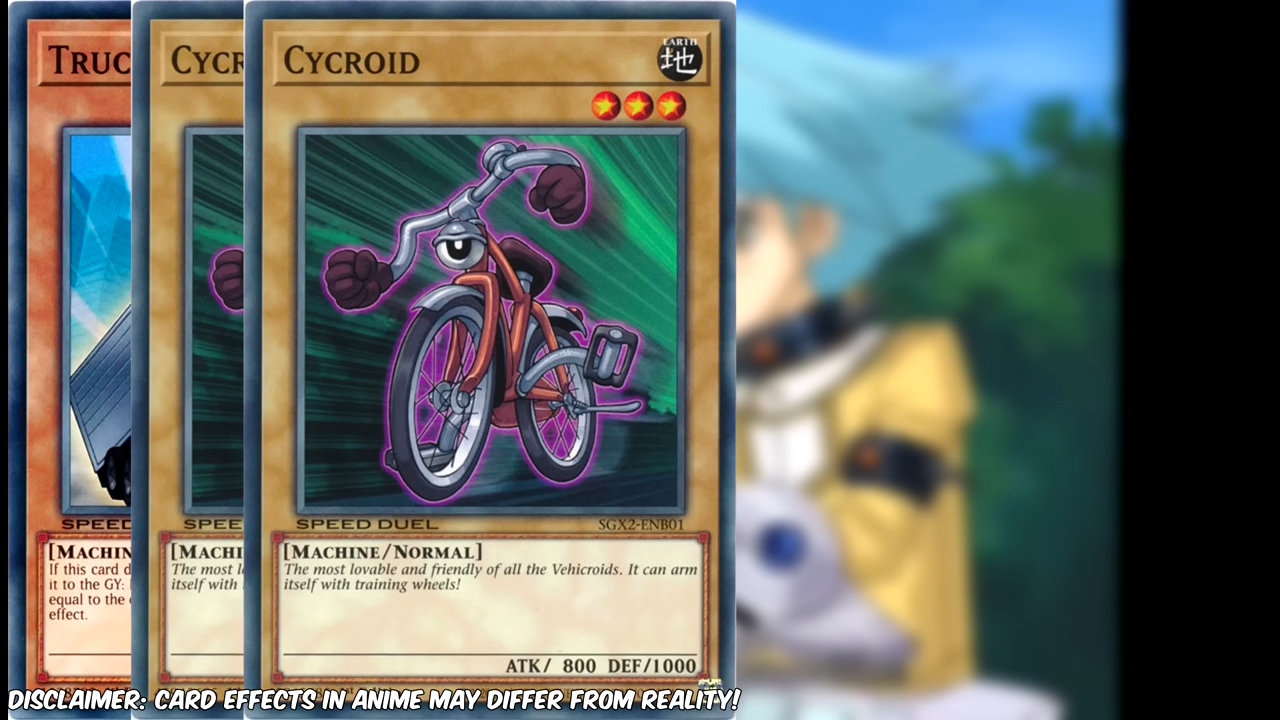 TRUC
CYCR
CYCROID
EARTH
地
SPEED
SPEE
SPEED DUEL
SGX2-ENB01
[MACHIN
If this card d
it to the GY:
equal to the
effect.
[MACHI
The most l
itself with
[MACHINE/NORMAL]
The most lovable and friendly of all the Vehicroids. It can arm
itself with training wheels!
ATK/ 800 DEF/1000
DISCLAIMER: CARD EFFECTS IN ANIME MAY DIFFER FROM REALITY!